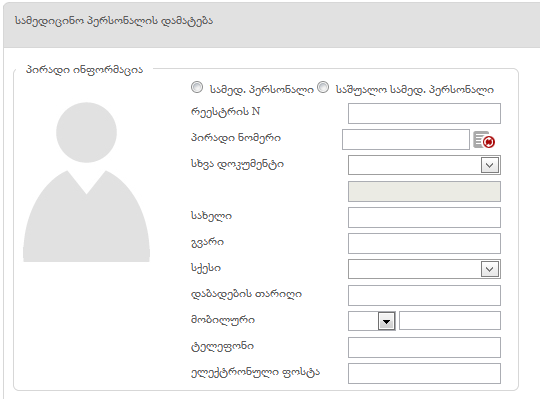 სამედიცინო პერსონალის დამატება
პირადი ინფორმაცია
სამედ. პერსონალი საშუალო სამედ. პერსონალი
რეესტრის N
პირადი ნომერი
სხვა დოკუმენტი
სახელი
გვარი
სქესი
დაბადების თარიღი
მობილური
ტელეფონი
ელექტრონული ფოსტა